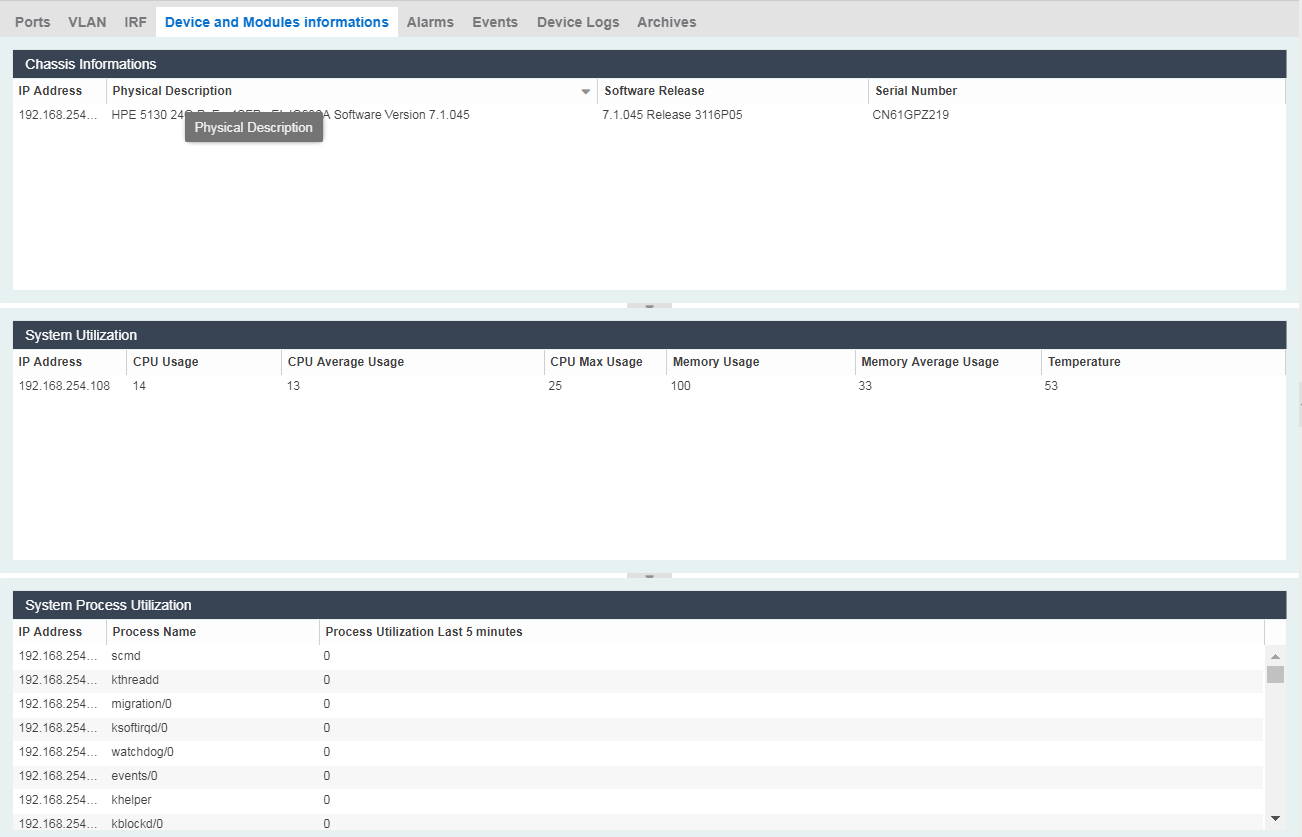 Ports VLAN IRF Device and Modules informations Alarms Events Device Logs Archives
Chassis Informations
IP Address Physical Description Software Release Serial Number
192.168.254... HPE 5130 24G Software Version 7.1.045 7.1.045 Release 3116P05 CN61GPZ219
Physical Description
System Utilization
IP Address CPU Usage CPU Average Usage CPU Max Usage Memory Usage Memory Average Usage Temperature
192.168.254.108 14 13 25 100 33 53
System Process Utilization
IP Address Process Name Process Utilization Last 5 minutes
192.168.254... scmd 0
192.168.254... kthreadd 0
192.168.254... migration/0 0
192.168.254... ksoftirqd/0 0
192.168.254... watchdog/0 0
192.168.254... events/0 0
192.168.254... khelper 0
192.168.254... kblockd/0 0